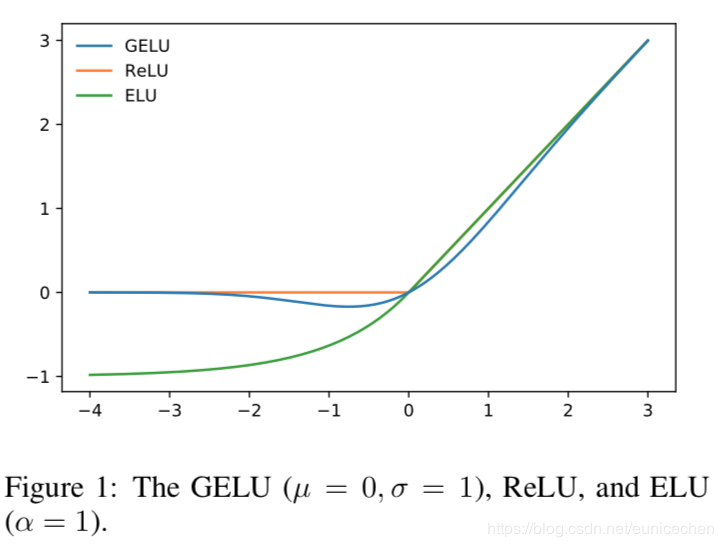 GELU
ReLU
ELU
3
2
1
0
−1
−4 −3 −2 −1 0 1 2 3
Figure 1: The GELU (μ = 0, σ = 1), ReLU, and ELU
(α = 1).
https://blog.csdn.net/eunicechen